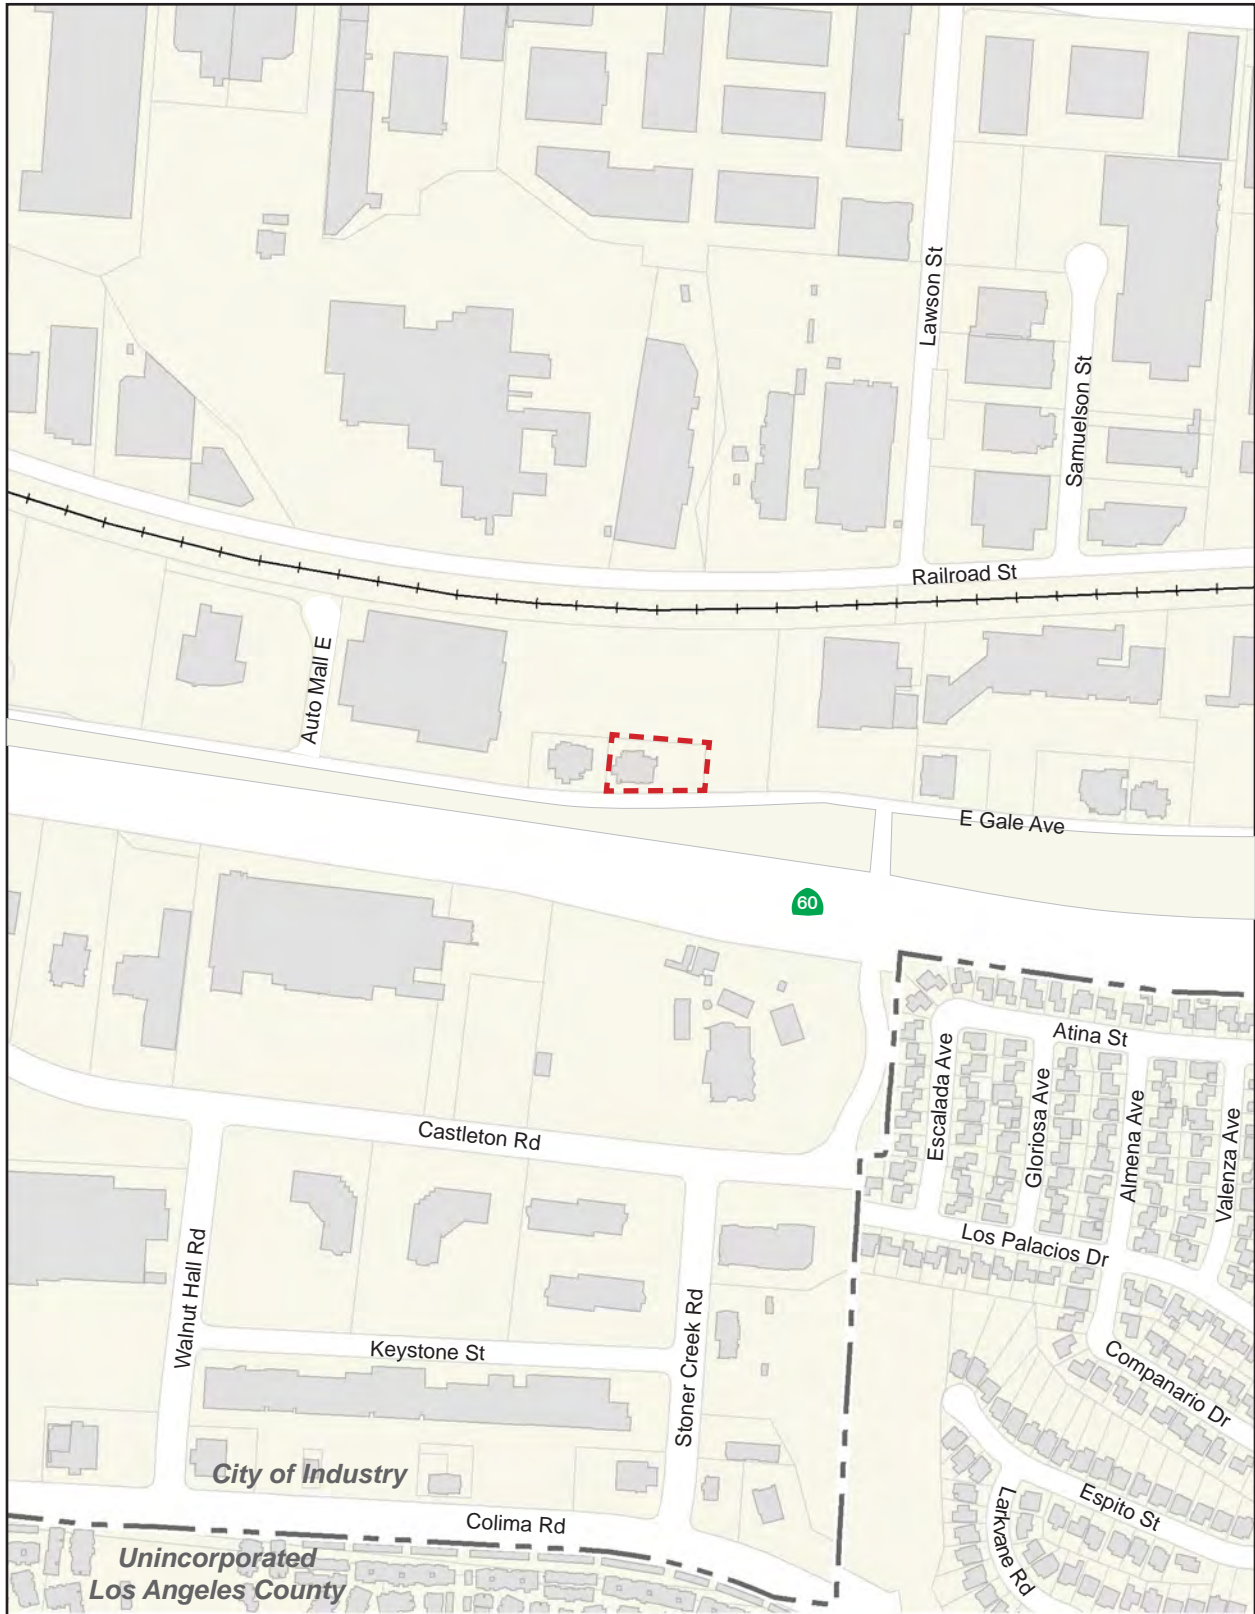 Lawson St
Samuelson St
Railroad St
Auto Mall E
E Gale Ave
60
Atina St
Escalada Ave
Gloriosa Ave
Almena Ave
Valenza Ave
Castleton Rd
Los Palacios Dr
Walnut Hall Rd
Stoner Creek Rd
Keystone St
Companario Dr
City of Industry
Espito St
Larkvane Rd
Colima Rd
Unincorporated
Los Angeles County